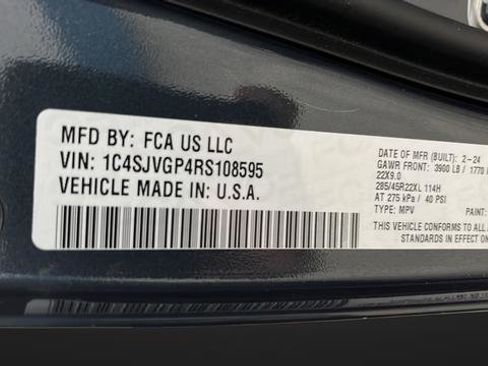 MFD BY: FCA US LLC
VIN: 1C4SJVGP4RS108595
VEHICLE MADE IN: U.S.A.
DATE OF MFR (BUILT): 2-24
GAWR FRONT: 3900 LB / 1770
22X9.0
285/45R22XL 114H
AT 275 kPa / 40 PSI
TYPE: MPV PAINT:
THIS VEHICLE CONFORMS TO ALL
STANDARDS IN EFFECT ON